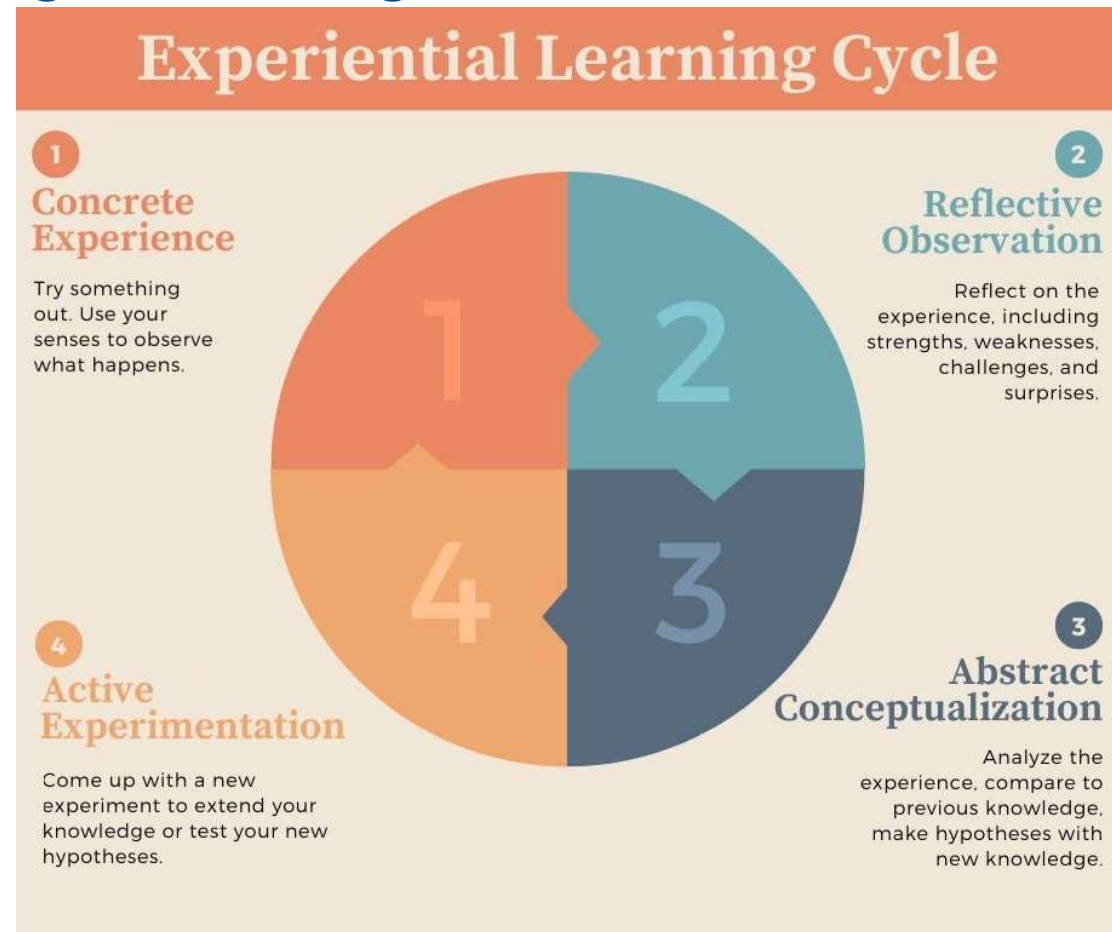 Experiential Learning Cycle
1
Concrete
Experience
Try something
out. Use your
senses to observe
what happens.
2
Reflective
Observation
Reflect on the
experience, including
strengths, weaknesses,
challenges, and
surprises.
1
2
4
3
3
Abstract
Conceptualization
Analyze the
experience, compare to
previous knowledge,
make hypotheses with
new knowledge.
4
Active
Experimentation
Come up with a new
experiment to extend your
knowledge or test your new
hypotheses.